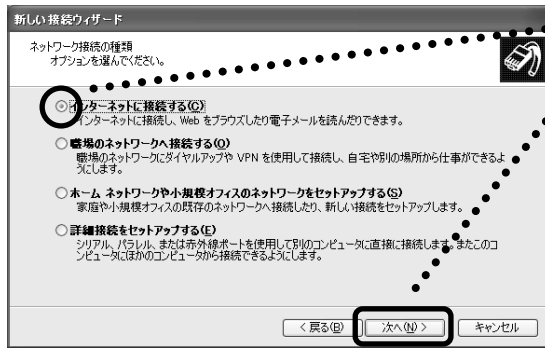 新しい接続ウィザード
ネットワーク接続の種類
オプションを選んでください。
インターネットに接続する(C)
インターネットに接続し、Web をブラウズしたり電子メールを読んだりできます。
職場のネットワークへ接続する(O)
職場のネットワークにダイヤルアップや VPN を使用して接続し、自宅や別の場所から仕事ができるよ
うにします。
ホーム ネットワークや小規模オフィスのネットワークをセットアップする(S)
家庭や小規模オフィスの既存のネットワークへ接続したり、新しい接続をセットアップします。
詳細接続をセットアップする(E)
シリアル、パラレル、または赤外線ポートを使用して別のコンピュータに直接に接続します。またこのコ
ンピュータにほかのコンピュータから接続できるようにします。
< 戻る(B) 次へ(N) > キャンセル